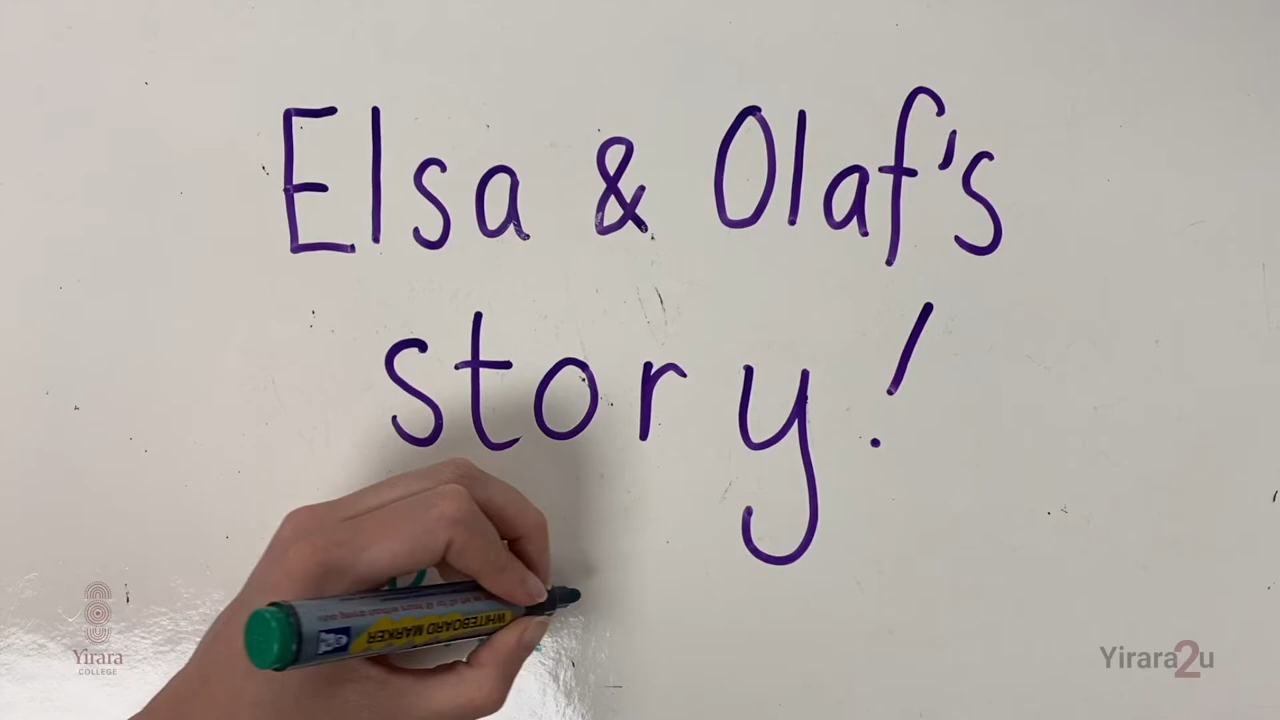 Elsa & Olaf's
story!
WHITEBOARD MARKER
Yirara
COLLEGE
Yirara2u